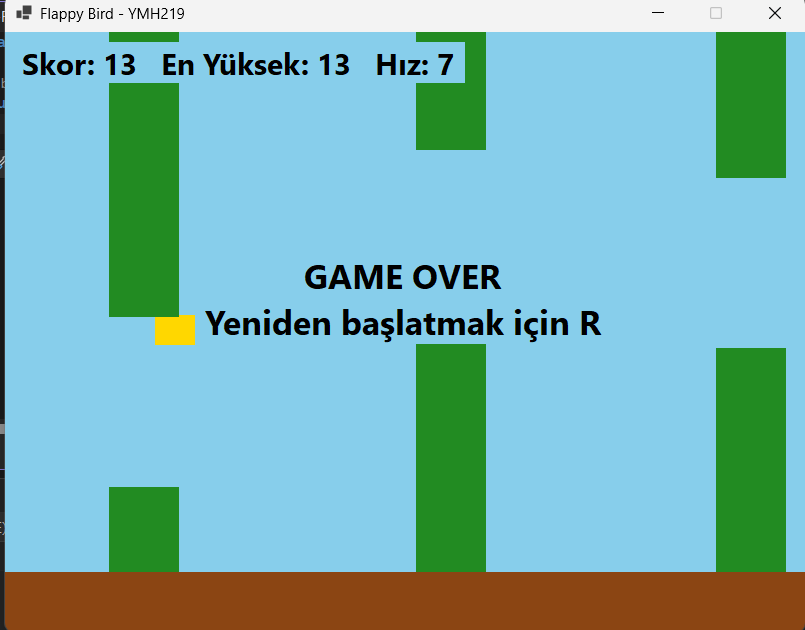 Flappy Bird - YMH219
Skor: 13 En Yüksek: 13 Hız: 7
GAME OVER
Yeniden başlatmak için R